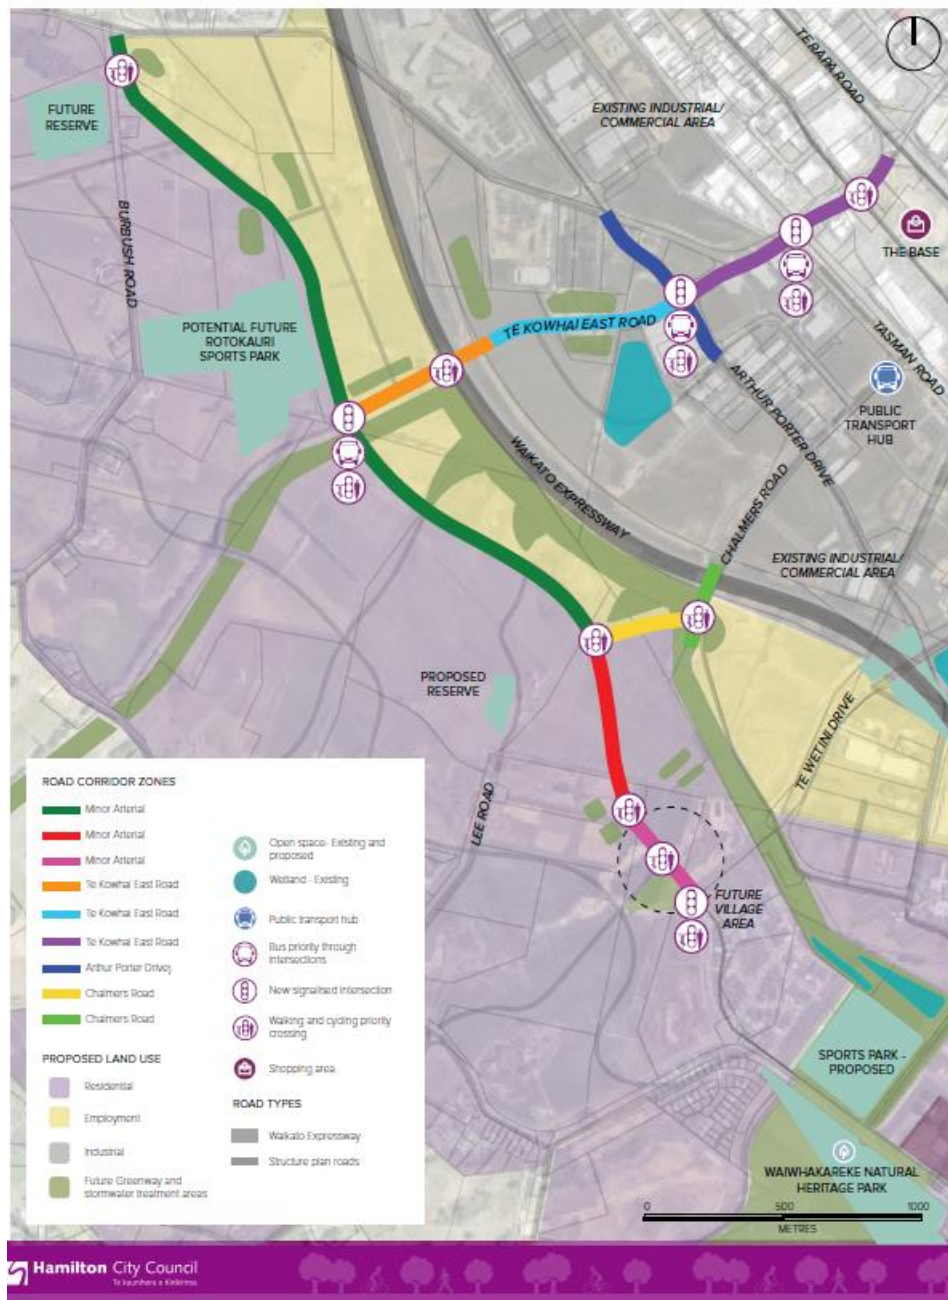 TE RAPA ROAD
EXISTING INDUSTRIAL/
COMMERCIAL AREA
FUTURE
RESERVE
BURBUSH ROAD
THE BASE
POTENTIAL FUTURE
ROTOKAURI
SPORTS PARK
TE KOWHAI EAST ROAD
TASMAN ROAD
ARTHUR PORTER DRIVE
PUBLIC
TRANSPORT
HUB
WAIKATO EXPRESSWAY
CHALMERS ROAD
EXISTING INDUSTRIAL/
COMMERCIAL AREA
PROPOSED
RESERVE
TE WETINI DRIVE
LEE ROAD
FUTURE
VILLAGE
AREA
SPORTS PARK -
PROPOSED
WAIWHAKAREKE NATURAL
HERITAGE PARK
0 500 1000
METRES
ROAD CORRIDOR ZONES
Minor Arterial
Minor Arterial
Minor Arterial
Te Kowhai East Road
Te Kowhai East Road
Te Kowhai East Road
Arthur Porter Drivej
Chalmers Road
Chalmers Road
PROPOSED LAND USE
Residential
Employment
Industrial
Future Greenway and
stormwater treatment areas
Open space- Existing and
proposed
Wetland - Existing
Public transport hub
Bus priority through
intersections
New signalised intersection
Walking and cycling priority
crossing
Shopping area
ROAD TYPES
Waikato Expressway
Structure plan roads
Hamilton City Council
Te kaunihera o Kirikiriroa